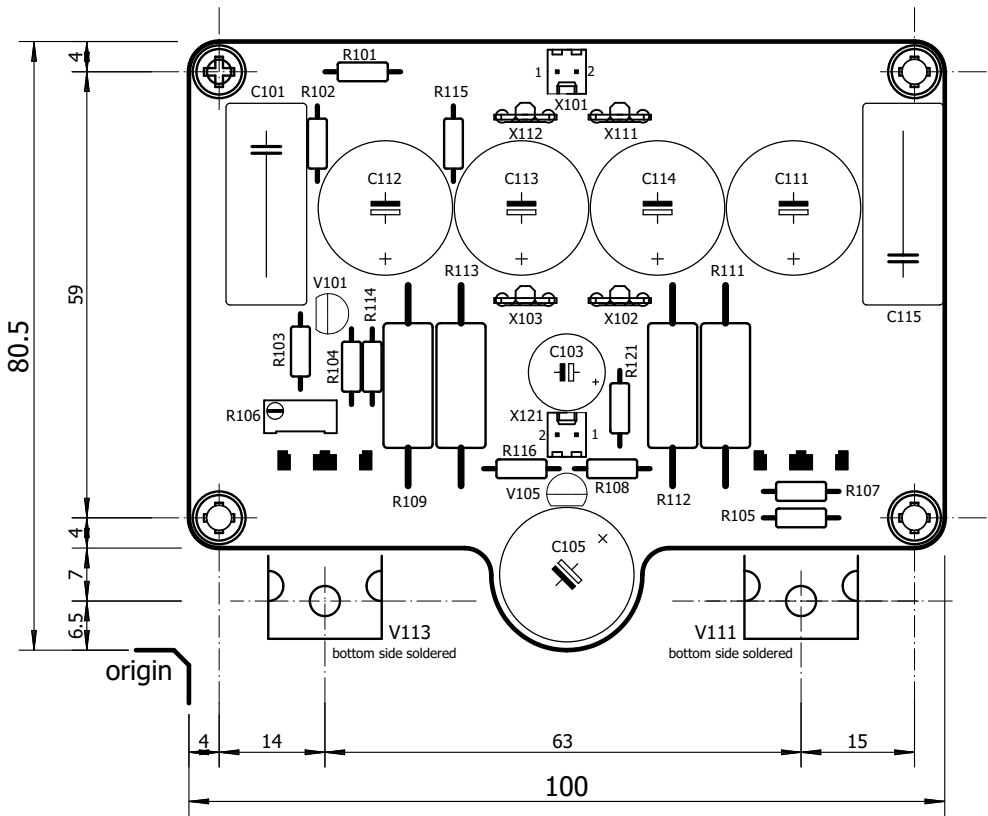 4
R101
1
2
X101
C101
R102
R115
X112
X111
C112
C113
C114
C111
+
+
+
+
59
80.5
V101
R113
R111
R114
X103
X102
C115
R103
R104
C103
+
R121
R106
X121
2
1
R116
R109
V105
R108
R112
R107
R105
4
C105
7
6.5
V113
bottom side soldered
V111
bottom side soldered
origin
4
14
63
15
100